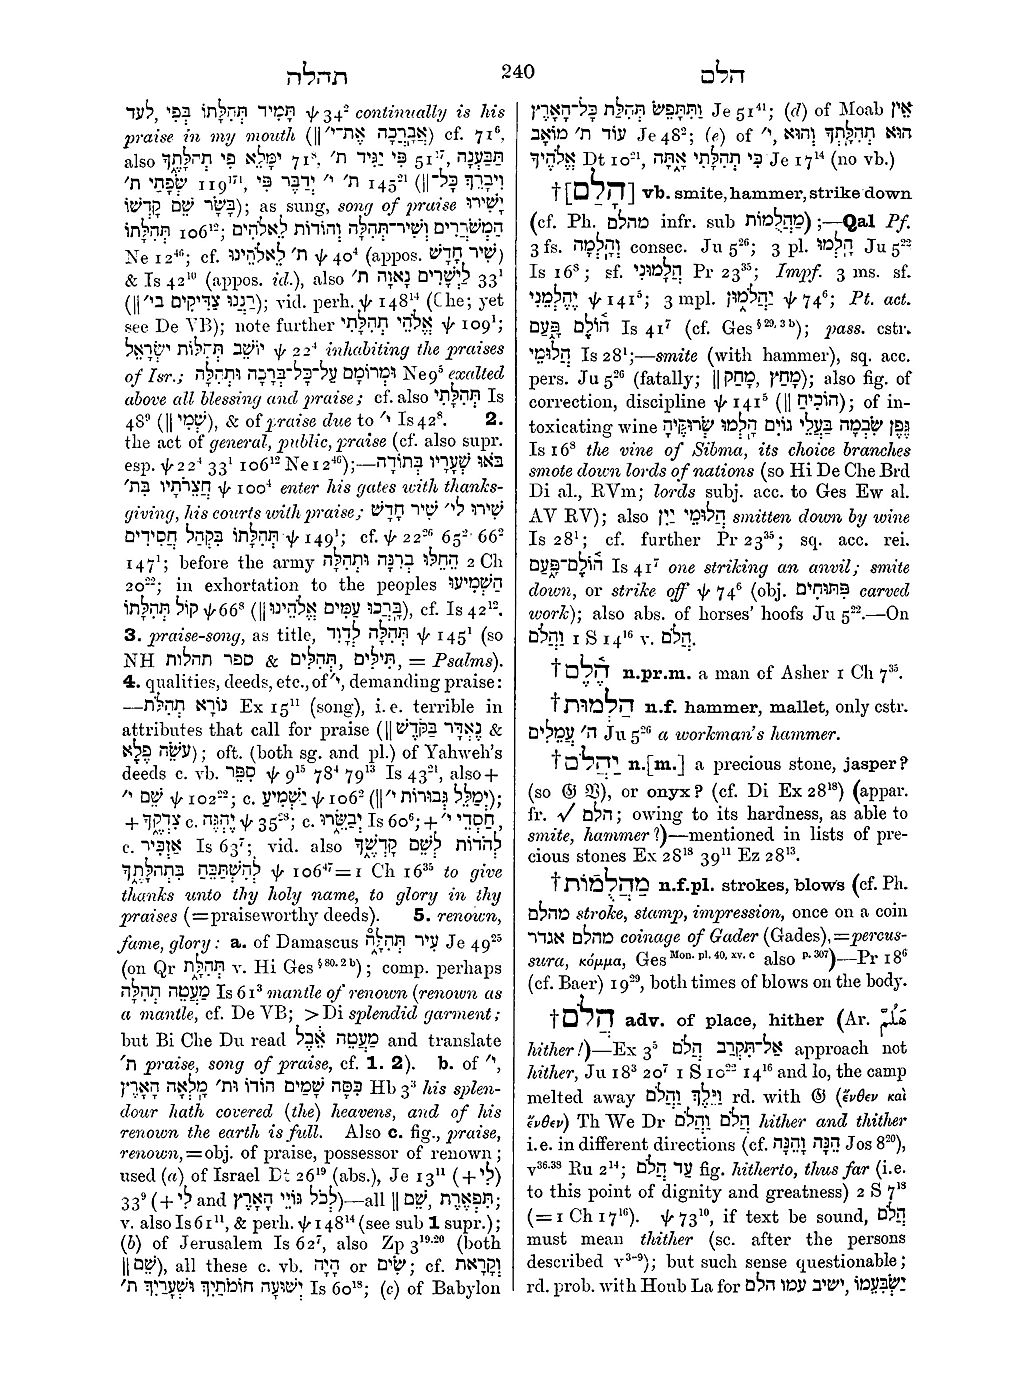 תהלה
240
הלם
תָּמִיד תְּהִלָּתוֹ בְּפִי, לעד ψ 34² continually is his
praise in my mouth (‖ אֲבָרְכָה אֶת־י׳) cf. 71⁶,
also תְּהִלָּתֶךָ יִמָּלֵא פִי 71⁸, ת׳ פִּי יַגִּיד 51¹⁷,
119¹⁷¹, ת׳ י׳ יְדַבֶּר פִּי 145²¹ (‖
); as sung, song of praise
106¹²;
Ne 12⁴⁶; cf. ת׳ לֵאלֹהֵינוּ ψ 40⁴ (appos. שִׁיר חָדָשׁ)
& Is 42¹⁰ (appos. id.), also לַיְשָׁרִים נָאוָה ת׳ 33¹
(‖ רַנְּנוּ צַדִּיקִים בי׳); vid. perh. ψ 148¹⁴ (Che; yet
see De VB); note further אֱלֹהֵי תְהִלָּתִי ψ 109¹;
יוֹשֵׁב תְּהִלּוֹת יִשְׂרָאֵל ψ 22⁴ inhabiting the praises
of Isr.; וּמְרוֹמַם עַל־כָּל־בְּרָכָה וּתְהִלָּה Ne 9⁵ exalted
above all blessing and praise; cf. also תְּהִלָּתִי Is
48⁹ (‖ שְׁמִי), & of praise due to י׳ Is 42⁸. 2.
the act of general, public, praise (cf. also supr.
esp. ψ 22⁴ 33¹ 106¹² Ne 12⁴⁶);—בֹּאוּ שְׁעָרָיו בְּתוֹדָה
חֲצֵרֹתָיו בִּת׳ ψ 100⁴ enter his gates with thanks-
giving, his courts with praise; שִׁירוּ לי׳ שִׁיר חָדָשׁ
תְּהִלָּתוֹ בִּקְהַל חֲסִידִים ψ 149¹; cf. ψ 22²⁶ 65² 66²
147¹; before the army הֵחֵלּוּ בְרִנָּה וּתְהִלָּה 2 Ch
20²²; in exhortation to the peoples הַשְׁמִיעוּ
קוֹל תְּהִלָּתוֹ ψ 66⁸ (‖ בָּרְכוּ עַמִּים אֱלֹהֵינוּ), cf. Is 42¹².
3. praise-song, as title, תְּהִלָּה לְדָוִד ψ 145¹ (so
NH ספר תהלות & תְּהִלִּים, תִּילִּים, = Psalms).
4. qualities, deeds, etc., of י׳, demanding praise:
—נוֹרָא תְהִלֹּת Ex 15¹¹ (song), i.e. terrible in
attributes that call for praise (‖ נֶאְדָּר בַּקֹּדֶשׁ &
עֹשֵׂה פֶלֶא); oft. (both sg. and pl.) of Yahweh's
deeds c. vb. סִפֵּר ψ 9¹⁵ 78⁴ 79¹³ Is 43²¹, also +
שֵׁם י׳ ψ 102²²; c. יַשְׁמִיעַ ψ 106² (‖ יְמַלֵּל גְּבוּרוֹת י׳);
+ צִדְקֶךָ c. יֶהְגֶּה ψ 35²⁸; c. יְבַשֵּׂרוּ Is 60⁶; + חַסְדֵי י׳,
c. אַזְכִּיר Is 63⁷; vid. also לְהֹדוֹת לְשֵׁם קָדְשֶׁךָ
לְהִשְׁתַּבֵּחַ בִּתְהִלָּתֶךָ ψ 106⁴⁷ = 1 Ch 16³⁵ to give
thanks unto thy holy name, to glory in thy
praises (=praiseworthy deeds). 5. renown,
fame, glory: a. of Damascus עִיר תְּהִלָּה Je 49²⁵
(on Qr תְּהִלָּת v. Hi Ges§ 80. 2 b); comp. perhaps
מַעֲטֵה תְהִלָּה Is 61³ mantle of renown (renown as
a mantle, cf. De VB; >Di splendid garment;
but Bi Che Du read מַעֲטֵה אֵבֶל and translate
ת׳ praise, song of praise, cf. 1. 2). b. of י׳,
כִּסָּה שָׁמַיִם הוֹדוֹ וּת׳ מָלְאָה הָאָרֶץ Hb 3³ his splen-
dour hath covered (the) heavens, and of his
renown the earth is full. Also c. fig., praise,
renown, =obj. of praise, possessor of renown;
used (a) of Israel Dt 26¹⁹ (abs.), Je 13¹¹ (+לִי)
33⁹ (+לִי and לְכֹל גּוֹיֵי הָאָרֶץ)—all ‖ שֵׁם, תִּפְאֶרֶת;
v. also Is 61¹¹, & perh. ψ 148¹⁴ (see sub 1 supr.);
(b) of Jerusalem Is 62⁷, also Zp 3¹⁹·²⁰ (both
‖ שֵׁם), all these c. vb. הָיָה or שִׂים; cf. וְקָרָאת
יְשׁוּעָה חוֹמֹתַיִךְ וּשְׁעָרַיִךְ ת׳ Is 60¹⁸; (c) of Babylon
וַתִּתָּפֵשׂ תְּהִלַּת כָּל־הָאָרֶץ Je 51⁴¹; (d) of Moab אֵין
עוֹד ת׳ מוֹאָב Je 48²; (e) of י׳, הוּא תְהִלָּתְךָ וְהוּא
אֱלֹהֶיךָ Dt 10²¹, כִּי תְהִלָּתִי אָתָּה Je 17¹⁴ (no vb.)
†[הָלַם] vb. smite, hammer, strike down
(cf. Ph. מהלם infr. sub מַהֲלֻמוֹת);—Qal Pf.
3 fs. וְהָלְמָה consec. Ju 5²⁶; 3 pl. הָלְמוּ Ju 5²²
Is 16⁸; sf. הֲלָמוּנִי Pr 23³⁵; Impf. 3 ms. sf.
יֶהֶלְמֵנִי ψ 141⁵; 3 mpl. יַהֲלֹמוּן ψ 74⁶; Pt. act.
הוֹלֶם פָּעַם Is 41⁷ (cf. Ges§ 29, 3 b); pass. cstr.
הֲלוּמֵי Is 28¹;—smite (with hammer), sq. acc.
pers. Ju 5²⁶ (fatally; ‖ מָחַץ, מָחַק); also fig. of
correction, discipline ψ 141⁵ (‖ הוֹכִיחַ); of in-
toxicating wine גֶּפֶן שִׂבְמָה בַּעֲלֵי גוֹיִם הָלְמוּ שְׂרוּקֶּיהָ
Is 16⁸ the vine of Sibma, its choice branches
smote down lords of nations (so Hi De Che Brd
Di al., RVm; lords subj. acc. to Ges Ew al.
AV RV); also הֲלוּמֵי יָיִן smitten down by wine
Is 28¹; cf. further Pr 23³⁵; sq. acc. rei.
הוֹלֶם־פָּעַם Is 41⁷ one striking an anvil; smite
down, or strike off ψ 74⁶ (obj. פִּתּוּחִים carved
work); also abs. of horses' hoofs Ju 5²².—On
וַהֲלֹם 1 S 14¹⁶ v. הֲלֹם.
†הֵלֶם n.pr.m. a man of Asher 1 Ch 7³⁵.
†הַלְמוּת n.f. hammer, mallet, only cstr.
ה׳ עֲמֵלִים Ju 5²⁶ a workman's hammer.
†יַהֲלֹם n.[m.] a precious stone, jasper?
(so 𝔊 𝔙), or onyx? (cf. Di Ex 28¹⁸) (appar.
fr. √ הלם; owing to its hardness, as able to
smite, hammer?)—mentioned in lists of pre-
cious stones Ex 28¹⁸ 39¹¹ Ez 28¹³.
†מַהֲלֻמוֹת n.f.pl. strokes, blows (cf. Ph.
מהלם stroke, stamp, impression, once on a coin
מהלם אגדר coinage of Gader (Gades), =percus-
sura, κόμμα, Ges Mon. pl. 40, xv. c also p. 307)—Pr 18⁶
(cf. Baer) 19²⁹, both times of blows on the body.
†הֲלֹם adv. of place, hither (Ar. هَلُمَّ
hither!)—Ex 3⁵ אַל־תִּקְרַב הֲלֹם approach not
hither, Ju 18³ 20⁷ 1 S 10²² 14¹⁶ and lo, the camp
melted away וַיֵּלֶךְ וַהֲלֹם rd. with 𝔊 (ἔνθεν καὶ
ἔνθεν) Th We Dr הֲלֹם וַהֲלֹם hither and thither
i.e. in different directions (cf. הֵנָּה וָהֵנָּה Jos 8²⁰),
v³⁶·³⁸ Ru 2¹⁴; עַד הֲלֹם fig. hitherto, thus far (i.e.
to this point of dignity and greatness) 2 S 7¹⁸
(= 1 Ch 17¹⁶). ψ 73¹⁰, if text be sound, הֲלֹם
must mean thither (sc. after the persons
described v³⁻⁹); but such sense questionable;
rd. prob. with Houb La for ישיב עמו הלם, יִשְׂבָּעֵמוֹ